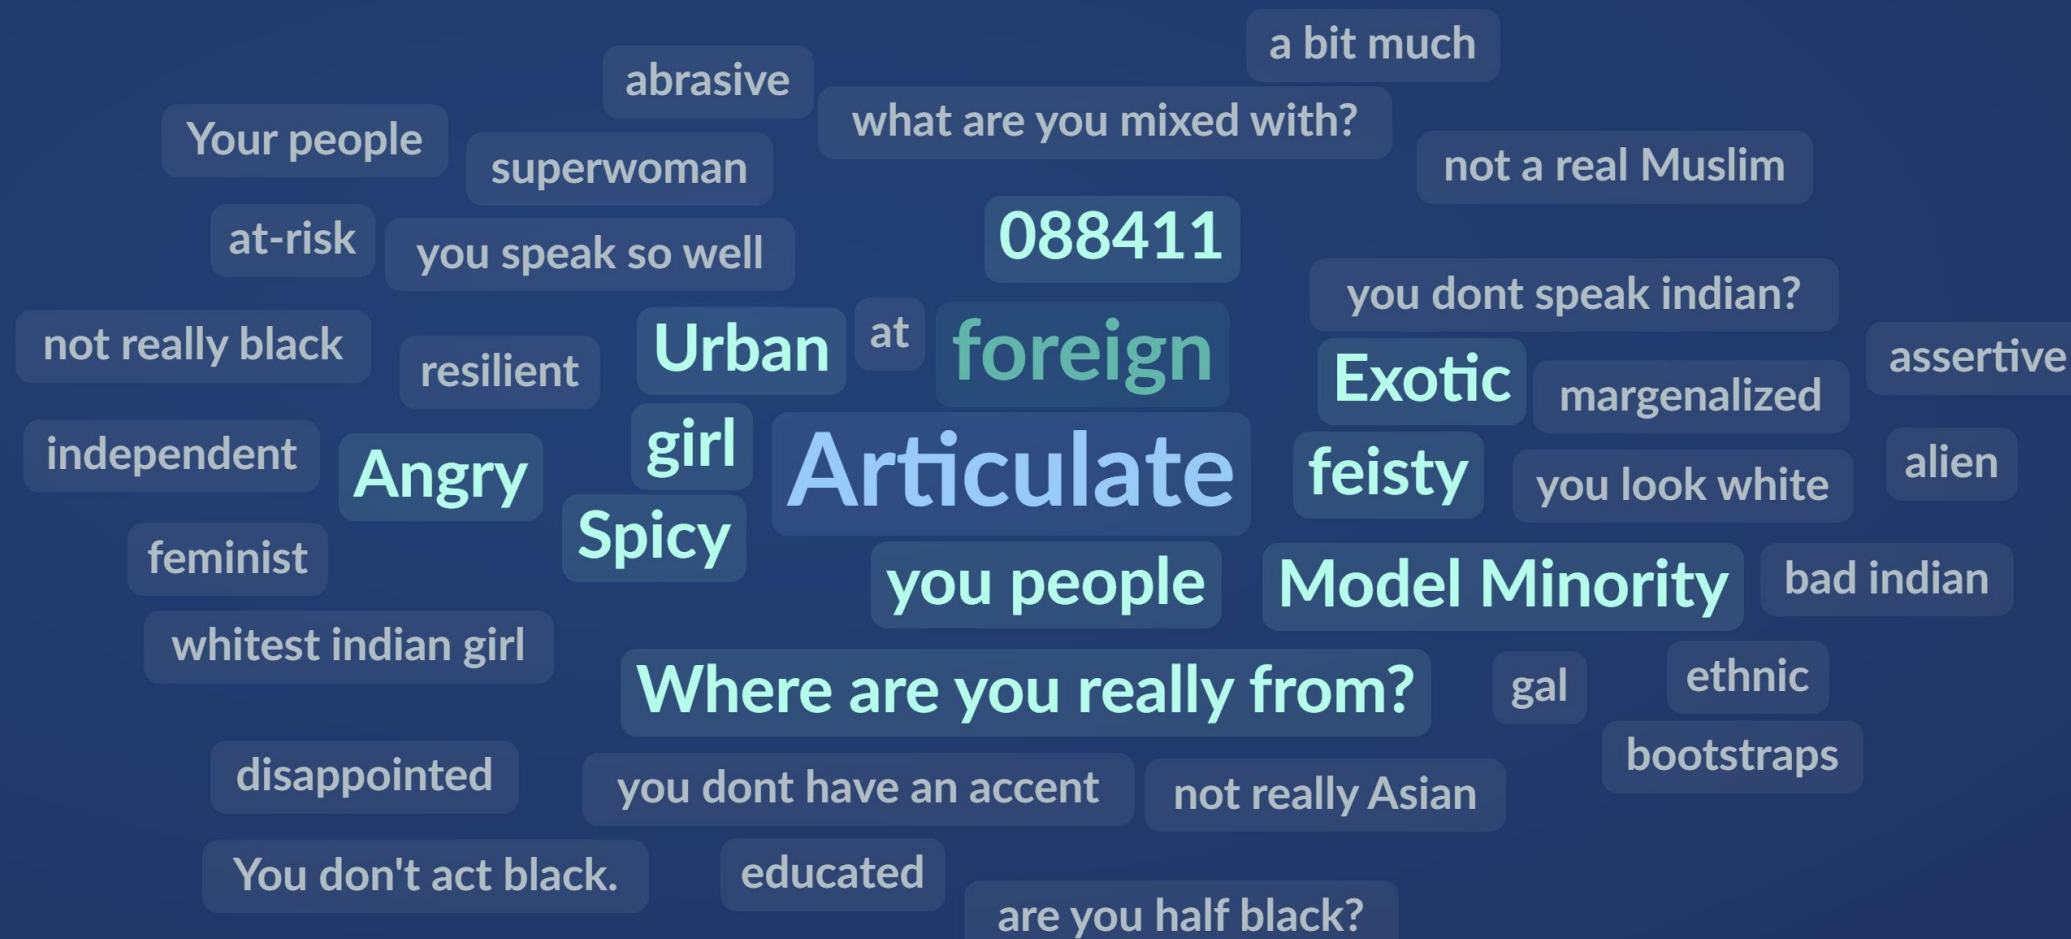 a bit much
abrasive
what are you mixed with?
Your people
superwoman
not a real Muslim
088411
at-risk
you speak so well
you dont speak indian?
not really black
resilient
Urban
at
foreign
Exotic
margenalized
assertive
independent
Angry
girl
Articulate
feisty
you look white
alien
Spicy
feminist
you people
Model Minority
bad indian
whitest indian girl
Where are you really from?
gal
ethnic
bootstraps
disappointed
you dont have an accent
not really Asian
You don't act black.
educated
are you half black?